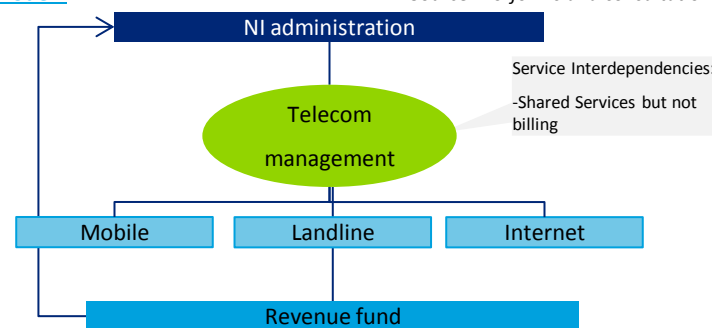 NI administration
Service Interdependencies:
-Shared Services but not
billing
Telecom
management
Mobile
Landline
Internet
Revenue fund